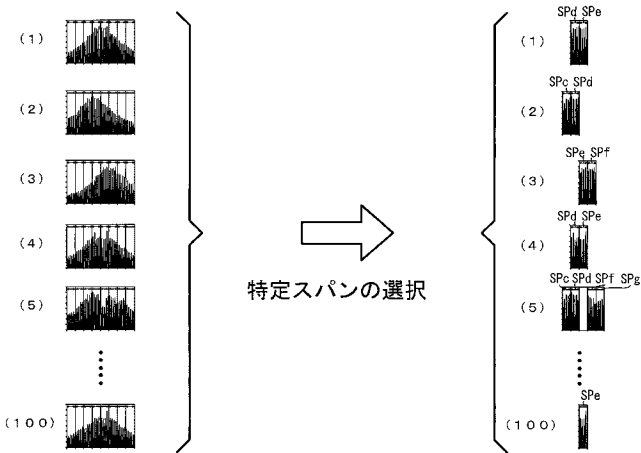 (1)
(2)
(3)
(4)
(5)
(100)
特定スパンの選択
SPd SPe
(1)
SPc SPd
(2)
SPe SPf
(3)
SPd SPe
(4)
SPc SPd SPf SPg
(5)
SPe
(100)